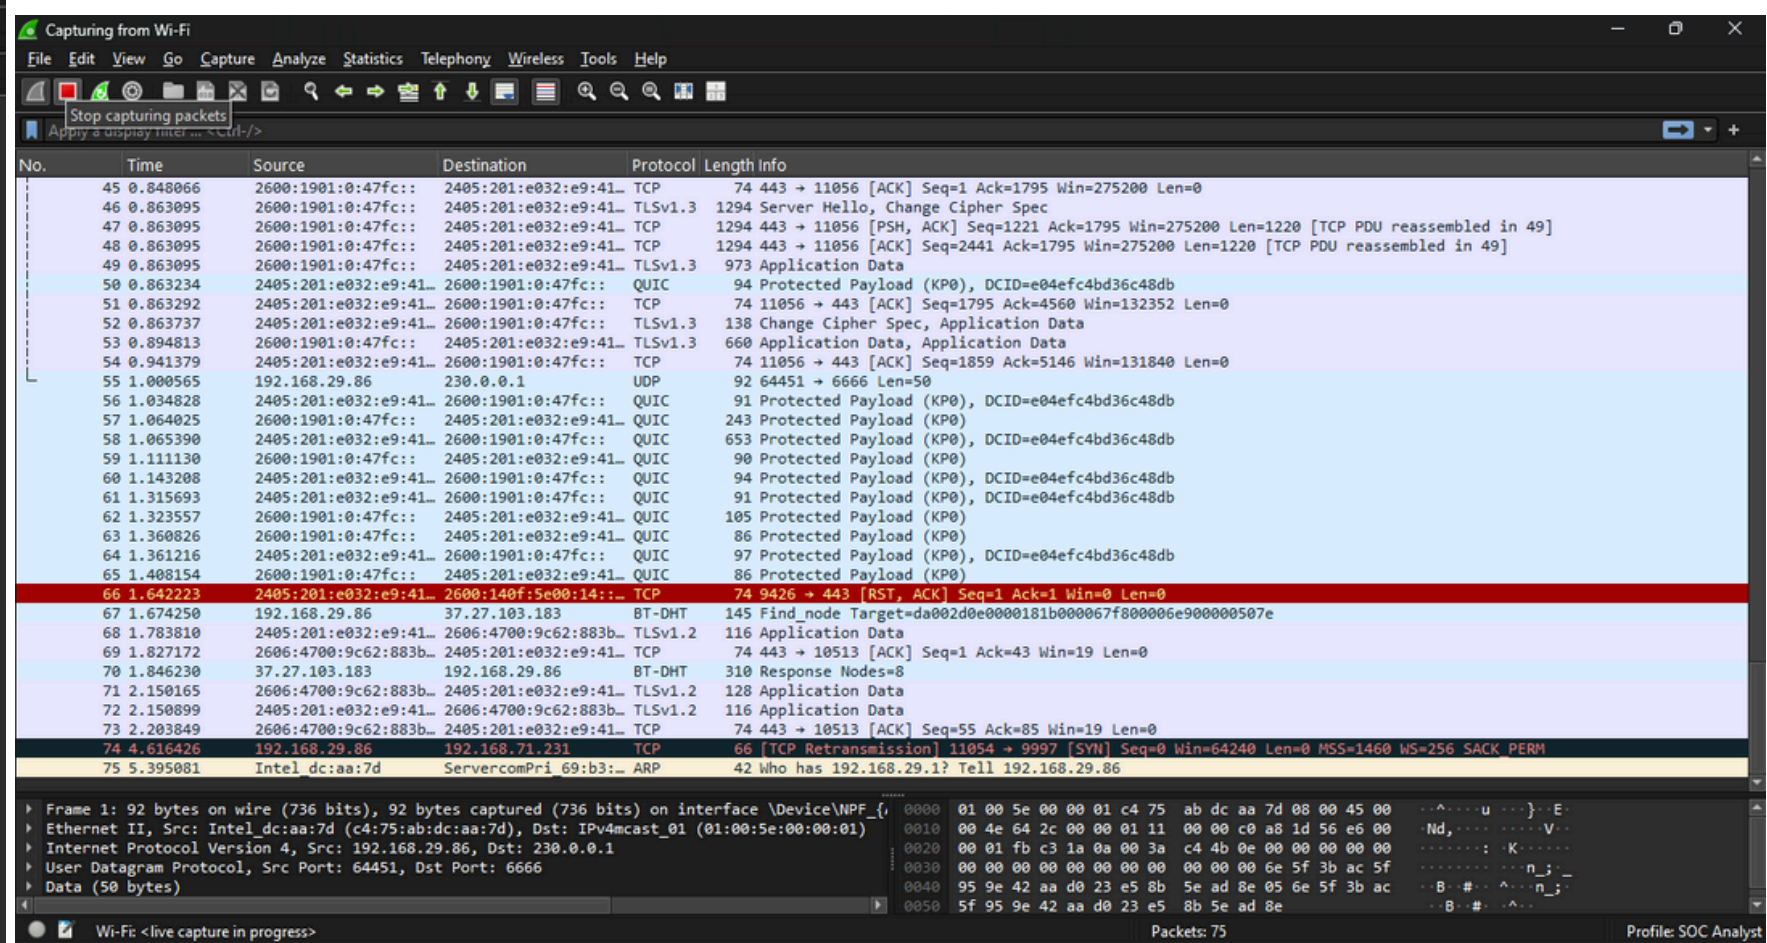 Capturing from Wi-Fi
File Edit View Go Capture Analyze Statistics Telephony Wireless Tools Help
Stop capturing packets
Apply a display filter ... <Ctrl-/>
No. Time Source Destination Protocol Length Info
45 0.848066 2600:1901:0:47fc:: 2405:201:e032:e9:41… TCP 74 443 → 11056 [ACK] Seq=1 Ack=1795 Win=275200 Len=0
46 0.863095 2600:1901:0:47fc:: 2405:201:e032:e9:41… TLSv1.3 1294 Server Hello, Change Cipher Spec
47 0.863095 2600:1901:0:47fc:: 2405:201:e032:e9:41… TCP 1294 443 → 11056 [PSH, ACK] Seq=1221 Ack=1795 Win=275200 Len=1220 [TCP PDU reassembled in 49]
48 0.863095 2600:1901:0:47fc:: 2405:201:e032:e9:41… TCP 1294 443 → 11056 [ACK] Seq=2441 Ack=1795 Win=275200 Len=1220 [TCP PDU reassembled in 49]
49 0.863095 2600:1901:0:47fc:: 2405:201:e032:e9:41… TLSv1.3 973 Application Data
50 0.863234 2405:201:e032:e9:41… 2600:1901:0:47fc:: QUIC 94 Protected Payload (KP0), DCID=e04efc4bd36c48db
51 0.863292 2405:201:e032:e9:41… 2600:1901:0:47fc:: TCP 74 11056 → 443 [ACK] Seq=1795 Ack=4560 Win=132352 Len=0
52 0.863737 2405:201:e032:e9:41… 2600:1901:0:47fc:: TLSv1.3 138 Change Cipher Spec, Application Data
53 0.894813 2600:1901:0:47fc:: 2405:201:e032:e9:41… TLSv1.3 660 Application Data, Application Data
54 0.941379 2405:201:e032:e9:41… 2600:1901:0:47fc:: TCP 74 11056 → 443 [ACK] Seq=1859 Ack=5146 Win=131840 Len=0
55 1.000565 192.168.29.86 230.0.0.1 UDP 92 64451 → 6666 Len=50
56 1.034828 2405:201:e032:e9:41… 2600:1901:0:47fc:: QUIC 91 Protected Payload (KP0), DCID=e04efc4bd36c48db
57 1.064025 2600:1901:0:47fc:: 2405:201:e032:e9:41… QUIC 243 Protected Payload (KP0)
58 1.065390 2405:201:e032:e9:41… 2600:1901:0:47fc:: QUIC 653 Protected Payload (KP0), DCID=e04efc4bd36c48db
59 1.111130 2600:1901:0:47fc:: 2405:201:e032:e9:41… QUIC 90 Protected Payload (KP0)
60 1.143208 2405:201:e032:e9:41… 2600:1901:0:47fc:: QUIC 94 Protected Payload (KP0), DCID=e04efc4bd36c48db
61 1.315693 2405:201:e032:e9:41… 2600:1901:0:47fc:: QUIC 91 Protected Payload (KP0), DCID=e04efc4bd36c48db
62 1.323557 2600:1901:0:47fc:: 2405:201:e032:e9:41… QUIC 105 Protected Payload (KP0)
63 1.360826 2600:1901:0:47fc:: 2405:201:e032:e9:41… QUIC 86 Protected Payload (KP0)
64 1.361216 2405:201:e032:e9:41… 2600:1901:0:47fc:: QUIC 97 Protected Payload (KP0), DCID=e04efc4bd36c48db
65 1.408154 2600:1901:0:47fc:: 2405:201:e032:e9:41… QUIC 86 Protected Payload (KP0)
66 1.642223 2405:201:e032:e9:41… 2600:140f:5e00:14::… TCP 74 9426 → 443 [RST, ACK] Seq=1 Ack=1 Win=0 Len=0
67 1.674250 192.168.29.86 37.27.103.183 BT-DHT 145 Find_node Target=da002d0e0000181b000067f800006e900000507e
68 1.783810 2405:201:e032:e9:41… 2606:4700:9c62:883b… TLSv1.2 116 Application Data
69 1.827172 2606:4700:9c62:883b… 2405:201:e032:e9:41… TCP 74 443 → 10513 [ACK] Seq=1 Ack=43 Win=19 Len=0
70 1.846230 37.27.103.183 192.168.29.86 BT-DHT 310 Response Nodes=8
71 2.150165 2606:4700:9c62:883b… 2405:201:e032:e9:41… TLSv1.2 128 Application Data
72 2.150899 2405:201:e032:e9:41… 2606:4700:9c62:883b… TLSv1.2 116 Application Data
73 2.203849 2606:4700:9c62:883b… 2405:201:e032:e9:41… TCP 74 443 → 10513 [ACK] Seq=55 Ack=85 Win=19 Len=0
74 4.616426 192.168.29.86 192.168.71.231 TCP 66 [TCP Retransmission] 11054 → 9997 [SYN] Seq=0 Win=64240 Len=0 MSS=1460 WS=256 SACK_PERM
75 5.395081 Intel_dc:aa:7d ServercomPri_69:b3:… ARP 42 Who has 192.168.29.1? Tell 192.168.29.86
Frame 1: 92 bytes on wire (736 bits), 92 bytes captured (736 bits) on interface \Device\NPF_{
Ethernet II, Src: Intel_dc:aa:7d (c4:75:ab:dc:aa:7d), Dst: IPv4mcast_01 (01:00:5e:00:00:01)
Internet Protocol Version 4, Src: 192.168.29.86, Dst: 230.0.0.1
User Datagram Protocol, Src Port: 64451, Dst Port: 6666
Data (50 bytes)
0000 01 00 5e 00 00 01 c4 75 ab dc aa 7d 08 00 45 00 ··^····u ···}··E·
0010 00 4e 64 2c 00 00 01 11 00 00 c0 a8 1d 56 e6 00 ·Nd,···· ·····V··
0020 00 01 fb c3 1a 0a 00 3a c4 4b 0e 00 00 00 00 00 ·······: ·K······
0030 00 00 00 00 00 00 00 00 00 00 00 6e 5f 3b ac 5f ········ ···n_;·_
0040 95 9e 42 aa d0 23 e5 8b 5e ad 8e 05 6e 5f 3b ac ··B··#·· ^···n_;·
0050 5f 95 9e 42 aa d0 23 e5 8b 5e ad 8e _··B··#· ·^··
Wi-Fi: <live capture in progress>
Packets: 75
Profile: SOC Analyst